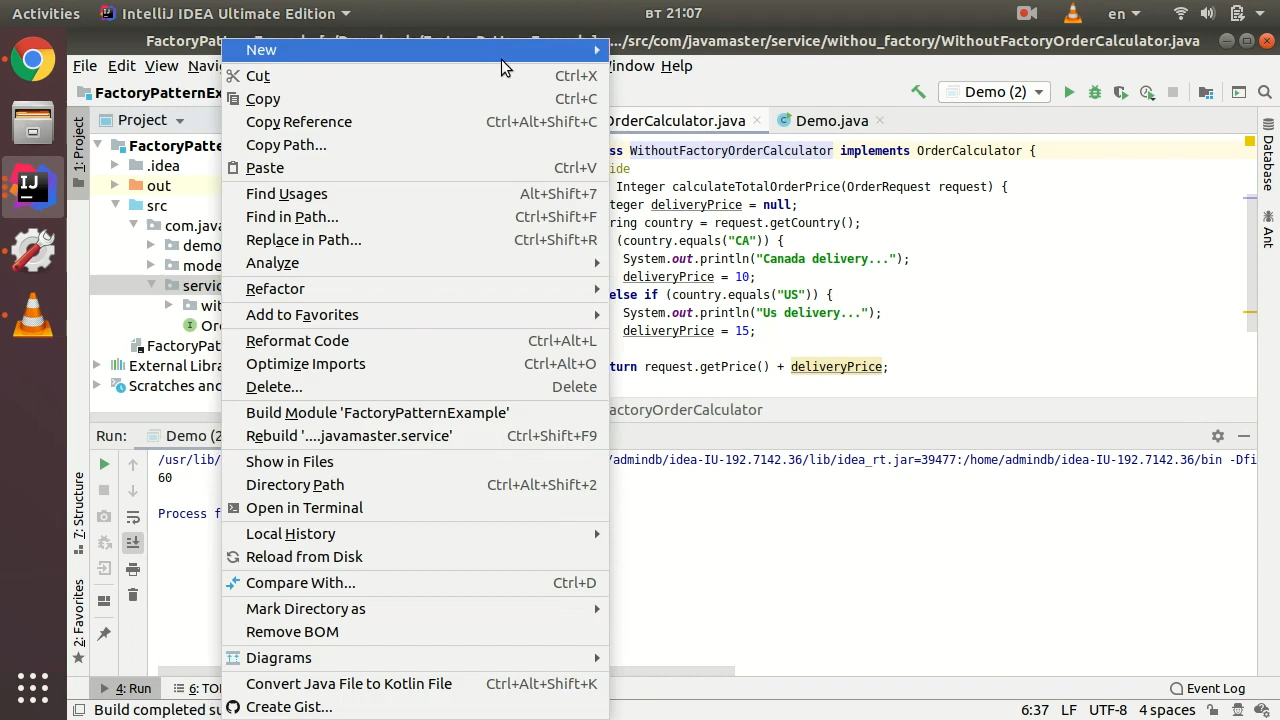 Activities
IntelliJ IDEA Ultimate Edition
вт 21:07
en
FactoryPa
.../src/com/javamaster/service/withou_factory/WithoutFactoryOrderCalculator.java
File Edit View
indow Help
FactoryPatternEx
Demo (2)
Project
OrderCalculator.java
Demo.java
1: Project
FactoryPatte
.idea
out
src
com.java
demo
mode
servic
wit
Or
FactoryPat
External Libra
Scratches anc
New
Cut Ctrl+X
Copy Ctrl+C
Copy Reference Ctrl+Alt+Shift+C
Copy Path...
Paste Ctrl+V
Find Usages Alt+Shift+7
Find in Path... Ctrl+Shift+F
Replace in Path... Ctrl+Shift+R
Analyze
Refactor
Add to Favorites
Reformat Code Ctrl+Alt+L
Optimize Imports Ctrl+Alt+O
Delete... Delete
Build Module 'FactoryPatternExample'
Rebuild '....javamaster.service' Ctrl+Shift+F9
Show in Files
Directory Path Ctrl+Alt+Shift+2
Open in Terminal
Local History
Reload from Disk
Compare With... Ctrl+D
Mark Directory as
Remove BOM
Diagrams
Convert Java File to Kotlin File Ctrl+Alt+Shift+K
Create Gist...
ss WithoutFactoryOrderCalculator implements OrderCalculator {
ide
Integer calculateTotalOrderPrice(OrderRequest request) {
teger deliveryPrice = null;
ring country = request.getCountry();
(country.equals("CA")) {
System.out.println("Canada delivery...");
deliveryPrice = 10;
else if (country.equals("US")) {
System.out.println("Us delivery...");
deliveryPrice = 15;
turn request.getPrice() + deliveryPrice;
actoryOrderCalculator
Database
Ant
Run:
Demo (2
/usr/lib/
/admindb/idea-IU-192.7142.36/lib/idea_rt.jar=39477:/home/admindb/idea-IU-192.7142.36/bin -Dfi
60
Process f
7: Structure
2: Favorites
4: Run
6: TO
Event Log
Build completed su
6:37 LF UTF-8 4 spaces